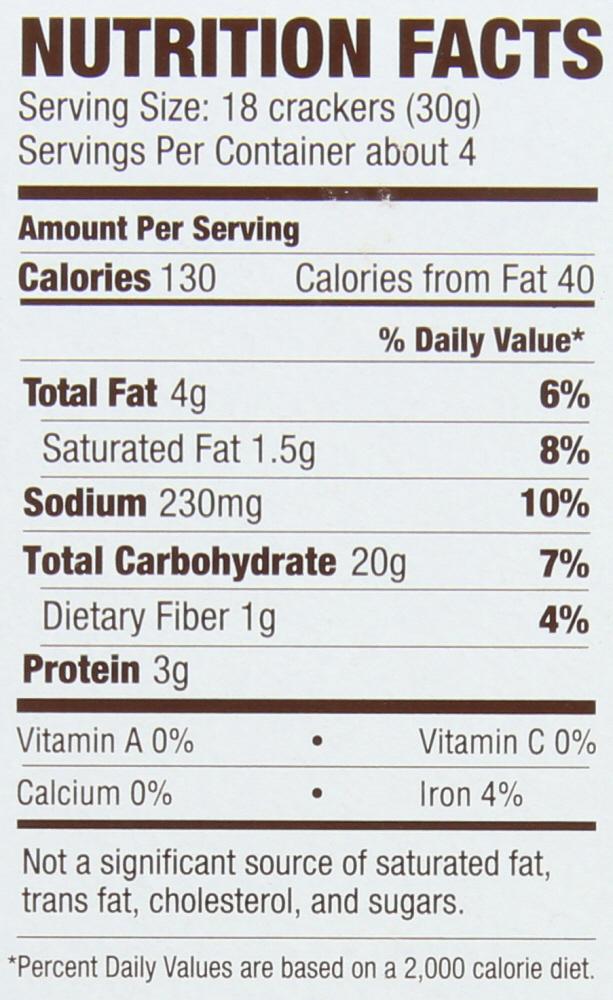 NUTRITION FACTS
Serving Size: 18 crackers (30g)
Servings Per Container about 4
Amount Per Serving
Calories 130 Calories from Fat 40
% Daily Value*
Total Fat 4g 6%
Saturated Fat 1.5g 8%
Sodium 230mg 10%
Total Carbohydrate 20g 7%
Dietary Fiber 1g 4%
Protein 3g
Vitamin A 0% • Vitamin C 0%
Calcium 0% • Iron 4%
Not a significant source of saturated fat,
trans fat, cholesterol, and sugars.
*Percent Daily Values are based on a 2,000 calorie diet.